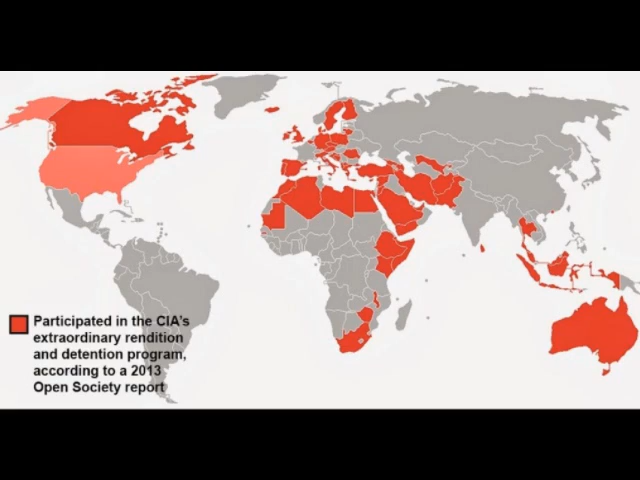 Participated in the CIA's
extraordinary rendition
and detention program,
according to a 2013
Open Society report